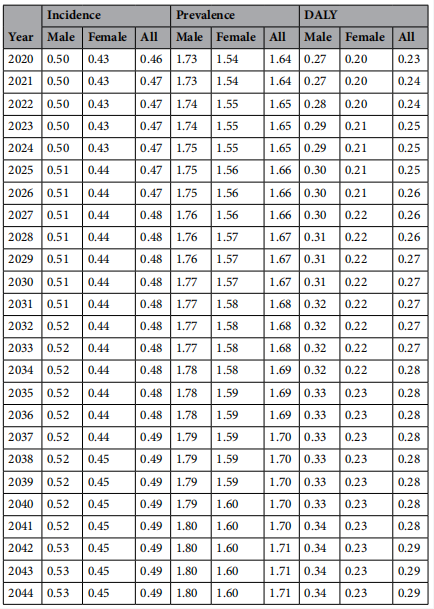 Incidence Prevalence DALY
Year Male Female All Male Female All Male Female All
2020 0.50 0.43 0.46 1.73 1.54 1.64 0.27 0.20 0.23
2021 0.50 0.43 0.47 1.73 1.54 1.64 0.27 0.20 0.24
2022 0.50 0.43 0.47 1.74 1.55 1.65 0.28 0.20 0.24
2023 0.50 0.43 0.47 1.74 1.55 1.65 0.29 0.21 0.25
2024 0.50 0.43 0.47 1.75 1.55 1.65 0.29 0.21 0.25
2025 0.51 0.44 0.47 1.75 1.56 1.66 0.30 0.21 0.25
2026 0.51 0.44 0.47 1.75 1.56 1.66 0.30 0.21 0.26
2027 0.51 0.44 0.48 1.76 1.56 1.66 0.30 0.22 0.26
2028 0.51 0.44 0.48 1.76 1.57 1.67 0.31 0.22 0.26
2029 0.51 0.44 0.48 1.76 1.57 1.67 0.31 0.22 0.27
2030 0.51 0.44 0.48 1.77 1.57 1.67 0.31 0.22 0.27
2031 0.51 0.44 0.48 1.77 1.58 1.68 0.32 0.22 0.27
2032 0.52 0.44 0.48 1.77 1.58 1.68 0.32 0.22 0.27
2033 0.52 0.44 0.48 1.77 1.58 1.68 0.32 0.22 0.27
2034 0.52 0.44 0.48 1.78 1.58 1.69 0.32 0.22 0.28
2035 0.52 0.44 0.48 1.78 1.59 1.69 0.33 0.23 0.28
2036 0.52 0.44 0.48 1.78 1.59 1.69 0.33 0.23 0.28
2037 0.52 0.44 0.49 1.79 1.59 1.70 0.33 0.23 0.28
2038 0.52 0.45 0.49 1.79 1.59 1.70 0.33 0.23 0.28
2039 0.52 0.45 0.49 1.79 1.59 1.70 0.33 0.23 0.28
2040 0.52 0.45 0.49 1.79 1.60 1.70 0.33 0.23 0.28
2041 0.52 0.45 0.49 1.80 1.60 1.70 0.34 0.23 0.28
2042 0.53 0.45 0.49 1.80 1.60 1.71 0.34 0.23 0.29
2043 0.53 0.45 0.49 1.80 1.60 1.71 0.34 0.23 0.29
2044 0.53 0.45 0.49 1.80 1.60 1.71 0.34 0.23 0.29